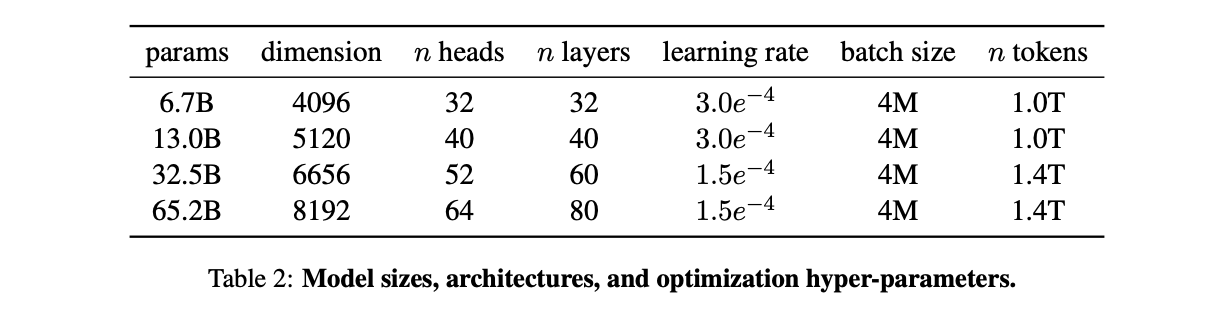 params dimension n heads n layers learning rate batch size n tokens
6.7B 4096 32 32 3.0e⁻⁴ 4M 1.0T
13.0B 5120 40 40 3.0e⁻⁴ 4M 1.0T
32.5B 6656 52 60 1.5e⁻⁴ 4M 1.4T
65.2B 8192 64 80 1.5e⁻⁴ 4M 1.4T
Table 2: Model sizes, architectures, and optimization hyper-parameters.